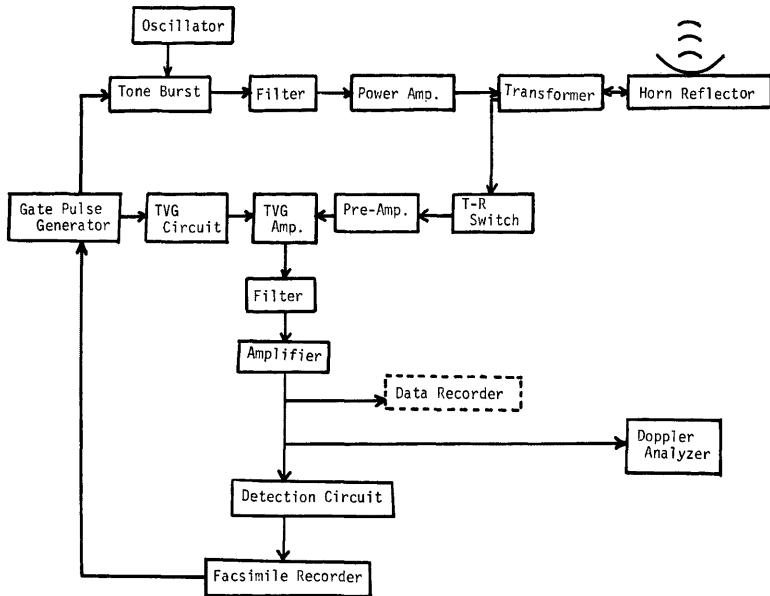 Oscillator
Tone Burst
Filter
Power Amp.
Transformer
Horn Reflector
Gate Pulse
Generator
TVG
Circuit
TVG
Amp.
Pre-Amp.
T-R
Switch
Filter
Amplifier
Data Recorder
Doppler
Analyzer
Detection Circuit
Facsimile Recorder